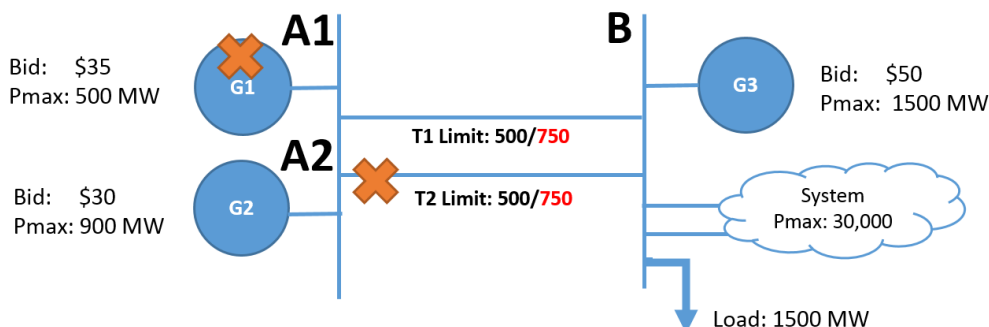 A1
B
Bid: $35
Pmax: 500 MW
G1
G3
Bid: $50
Pmax: 1500 MW
T1 Limit: 500/750
A2
T2 Limit: 500/750
Bid: $30
Pmax: 900 MW
G2
System
Pmax: 30,000
Load: 1500 MW